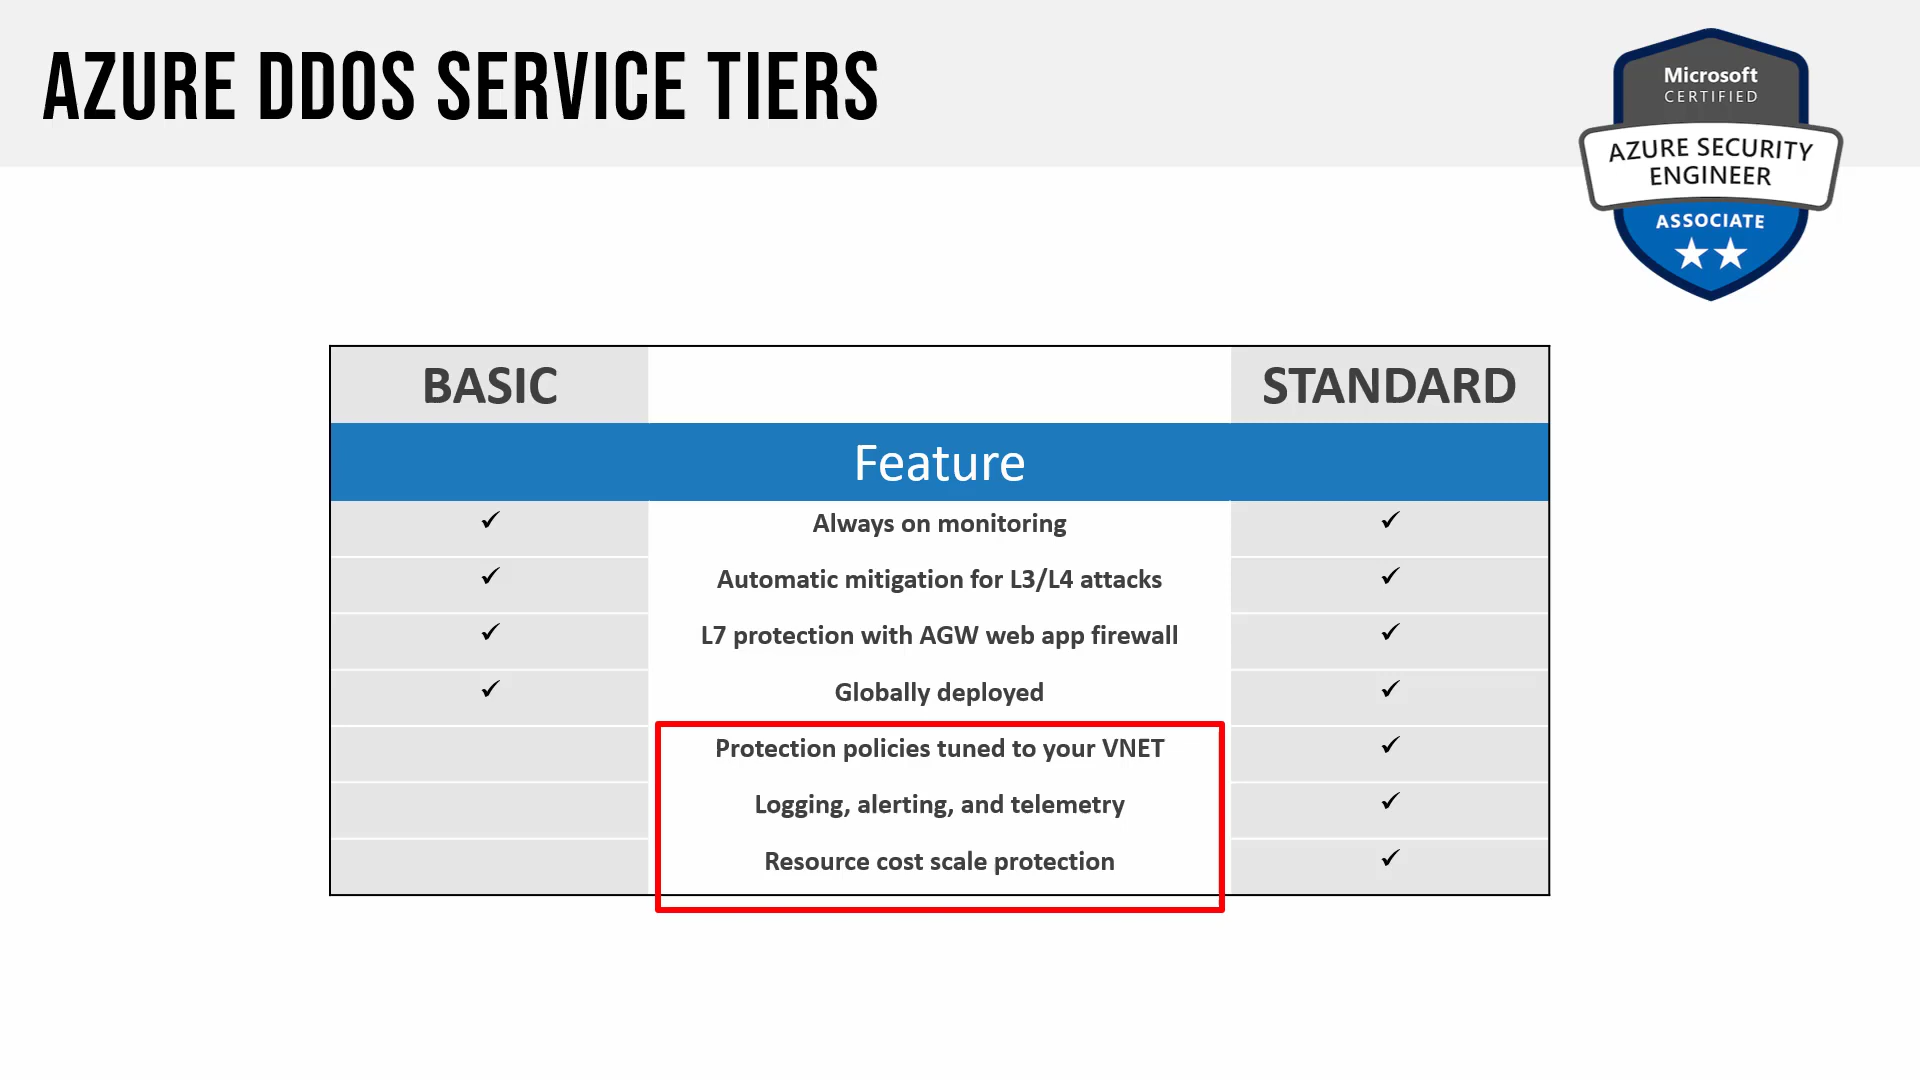 AZURE DDOS SERVICE TIERS
Microsoft
CERTIFIED
AZURE SECURITY
ENGINEER
ASSOCIATE
BASIC STANDARD
Feature
✓ Always on monitoring ✓
✓ Automatic mitigation for L3/L4 attacks ✓
✓ L7 protection with AGW web app firewall ✓
✓ Globally deployed ✓
Protection policies tuned to your VNET ✓
Logging, alerting, and telemetry ✓
Resource cost scale protection ✓